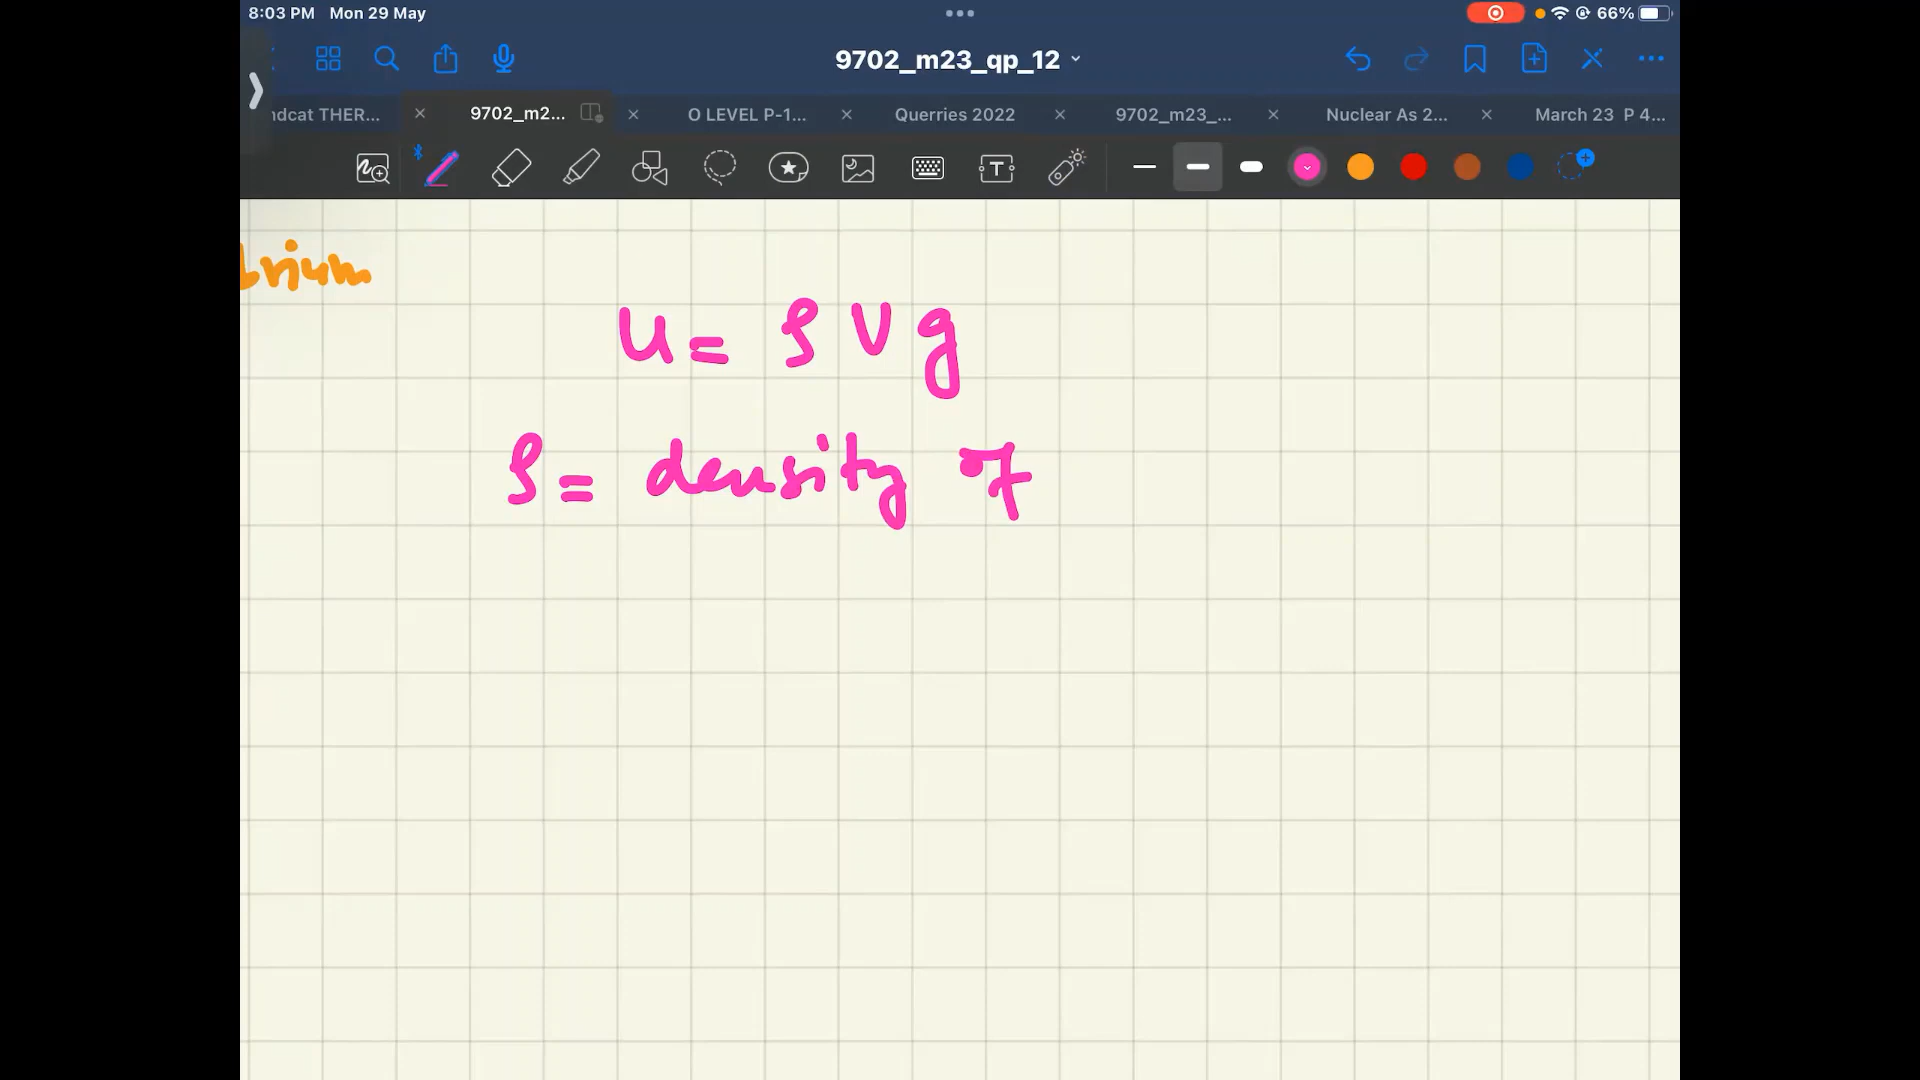 8:03 PM Mon 29 May
66%
9702_m23_qp_12
ndcat THER...
9702_m2...
O LEVEL P-1...
Querries 2022
9702_m23_...
Nuclear As 2...
March 23 P 4...
rium
U = ρ V g
ρ = density of